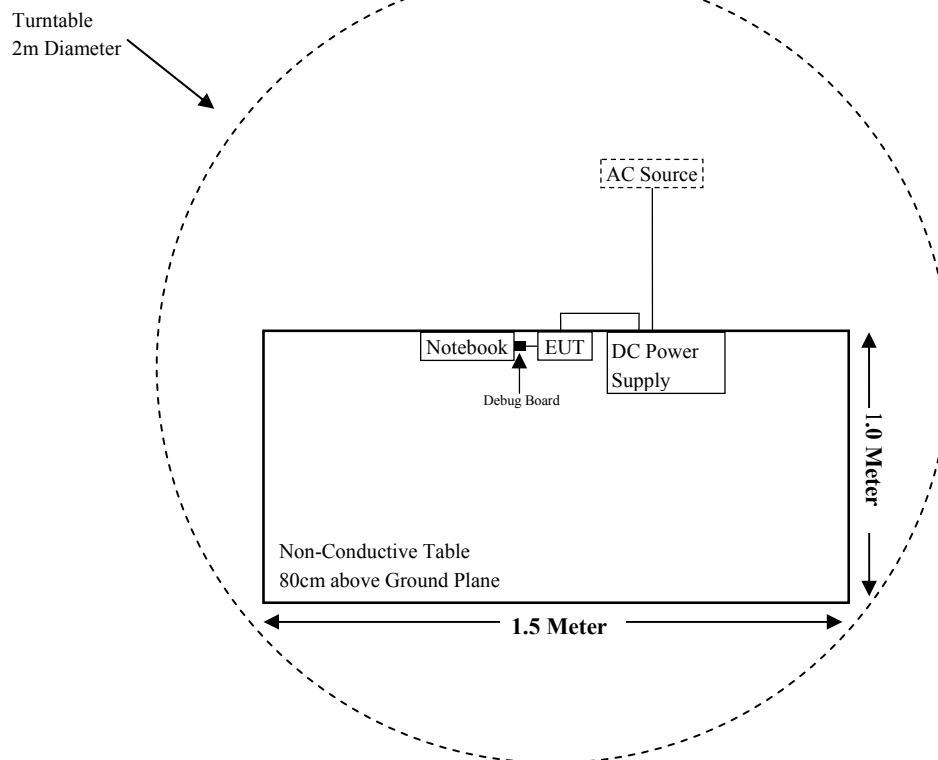 Turntable
2m Diameter
AC Source
Notebook
EUT
DC Power
Supply
Debug Board
1.0 Meter
Non-Conductive Table
80cm above Ground Plane
1.5 Meter